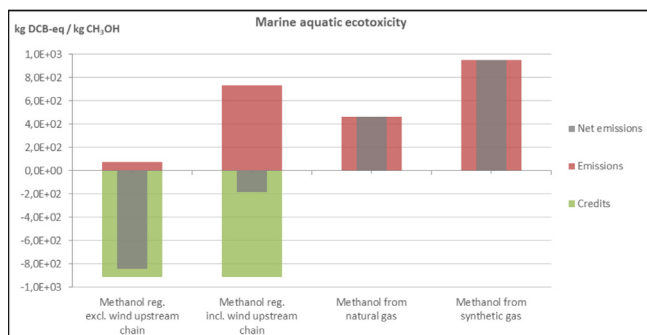 Marine aquatic ecotoxicity
kg DCB-eq / kg CH₃OH
1,0E+03
8,0E+02
6,0E+02
4,0E+02
2,0E+02
0,0E+00
-2,0E+02
-4,0E+02
-6,0E+02
-8,0E+02
-1,0E+03
Methanol reg.
excl. wind upstream
chain
Methanol reg.
incl. wind upstream
chain
Methanol from
natural gas
Methanol from
synthetic gas
Net emissions
Emissions
Credits